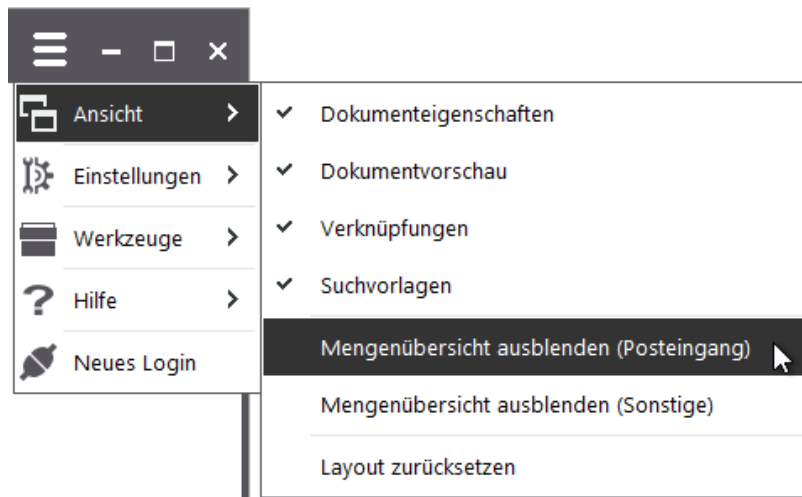 Ansicht
Einstellungen
Werkzeuge
Hilfe
Neues Login
Dokumenteigenschaften
Dokumentvorschau
Verknüpfungen
Suchvorlagen
Mengenübersicht ausblenden (Posteingang)
Mengenübersicht ausblenden (Sonstige)
Layout zurücksetzen